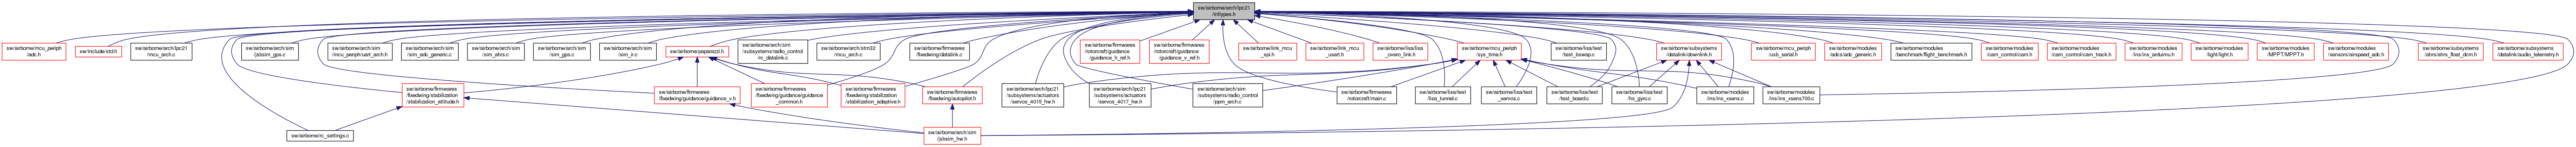 sw/airborne/arch/lpc21
/inttypes.h
sw/airborne/mcu_periph
/adc.h
sw/include/std.h
sw/airborne/arch/lpc21
/mcu_arch.c
sw/airborne/arch/sim
/jsbsim_gps.c
sw/airborne/arch/sim
/mcu_periph/uart_arch.h
sw/airborne/arch/sim
/sim_adc_generic.c
sw/airborne/arch/sim
/sim_ahrs.c
sw/airborne/arch/sim
/sim_gps.c
sw/airborne/arch/sim
/sim_ir.c
sw/airborne/paparazzi.h
sw/airborne/arch/sim
/subsystems/radio_control
/rc_datalink.c
sw/airborne/arch/stm32
/mcu_arch.c
sw/airborne/firmwares
/fixedwing/datalink.c
sw/airborne/firmwares
/rotorcraft/guidance
/guidance_h_ref.h
sw/airborne/firmwares
/rotorcraft/guidance
/guidance_v_ref.h
sw/airborne/link_mcu
_spi.h
sw/airborne/link_mcu
_usart.h
sw/airborne/lisa/lisa
_overo_link.h
sw/airborne/mcu_periph
/sys_time.h
sw/airborne/lisa/test
_bswap.c
sw/airborne/subsystems
/datalink/downlink.h
sw/airborne/mcu_periph
/usb_serial.h
sw/airborne/modules
/adcs/adc_generic.c
sw/airborne/modules
/benchmark/flight_benchmark.c
sw/airborne/modules
/cam_control/cam.h
sw/airborne/modules
/cam_control/cam_track.h
sw/airborne/modules
/ins/ins_arduimu.h
sw/airborne/modules
/light/light.h
sw/airborne/modules
/MPPT/MPPT.h
sw/airborne/modules
/sensors/airspeed_adc.h
sw/airborne/subsystems
/ahrs/ahrs_float_dcm.h
sw/airborne/subsystems
/datalink/audio_telemetry.h
sw/airborne/firmwares
/fixedwing/stabilization
/stabilization_attitude.h
sw/airborne/firmwares
/fixedwing/guidance/guidance_v.h
sw/airborne/firmwares
/fixedwing/guidance/guidance
_common.h
sw/airborne/firmwares
/fixedwing/stabilization
/stabilization_adaptive.h
sw/airborne/firmwares
/fixedwing/autopilot.h
sw/airborne/arch/lpc21
/subsystems/actuators
/servos_4015_hw.h
sw/airborne/arch/lpc21
/subsystems/actuators
/servos_4017_hw.h
sw/airborne/arch/sim
/subsystems/radio_control
/ppm_arch.c
sw/airborne/firmwares
/rotorcraft/main.c
sw/airborne/lisa/test
/lisa_tunnel.c
sw/airborne/lisa/test
_servos.c
sw/airborne/lisa/test
/test_board.c
sw/airborne/lisa/test
/hs_gyro.c
sw/airborne/modules
/ins/ins_xsens.c
sw/airborne/modules
/ins/ins_xsens700.c
sw/airborne/rc_settings.c
sw/airborne/arch/sim
/jsbsim_hw.h